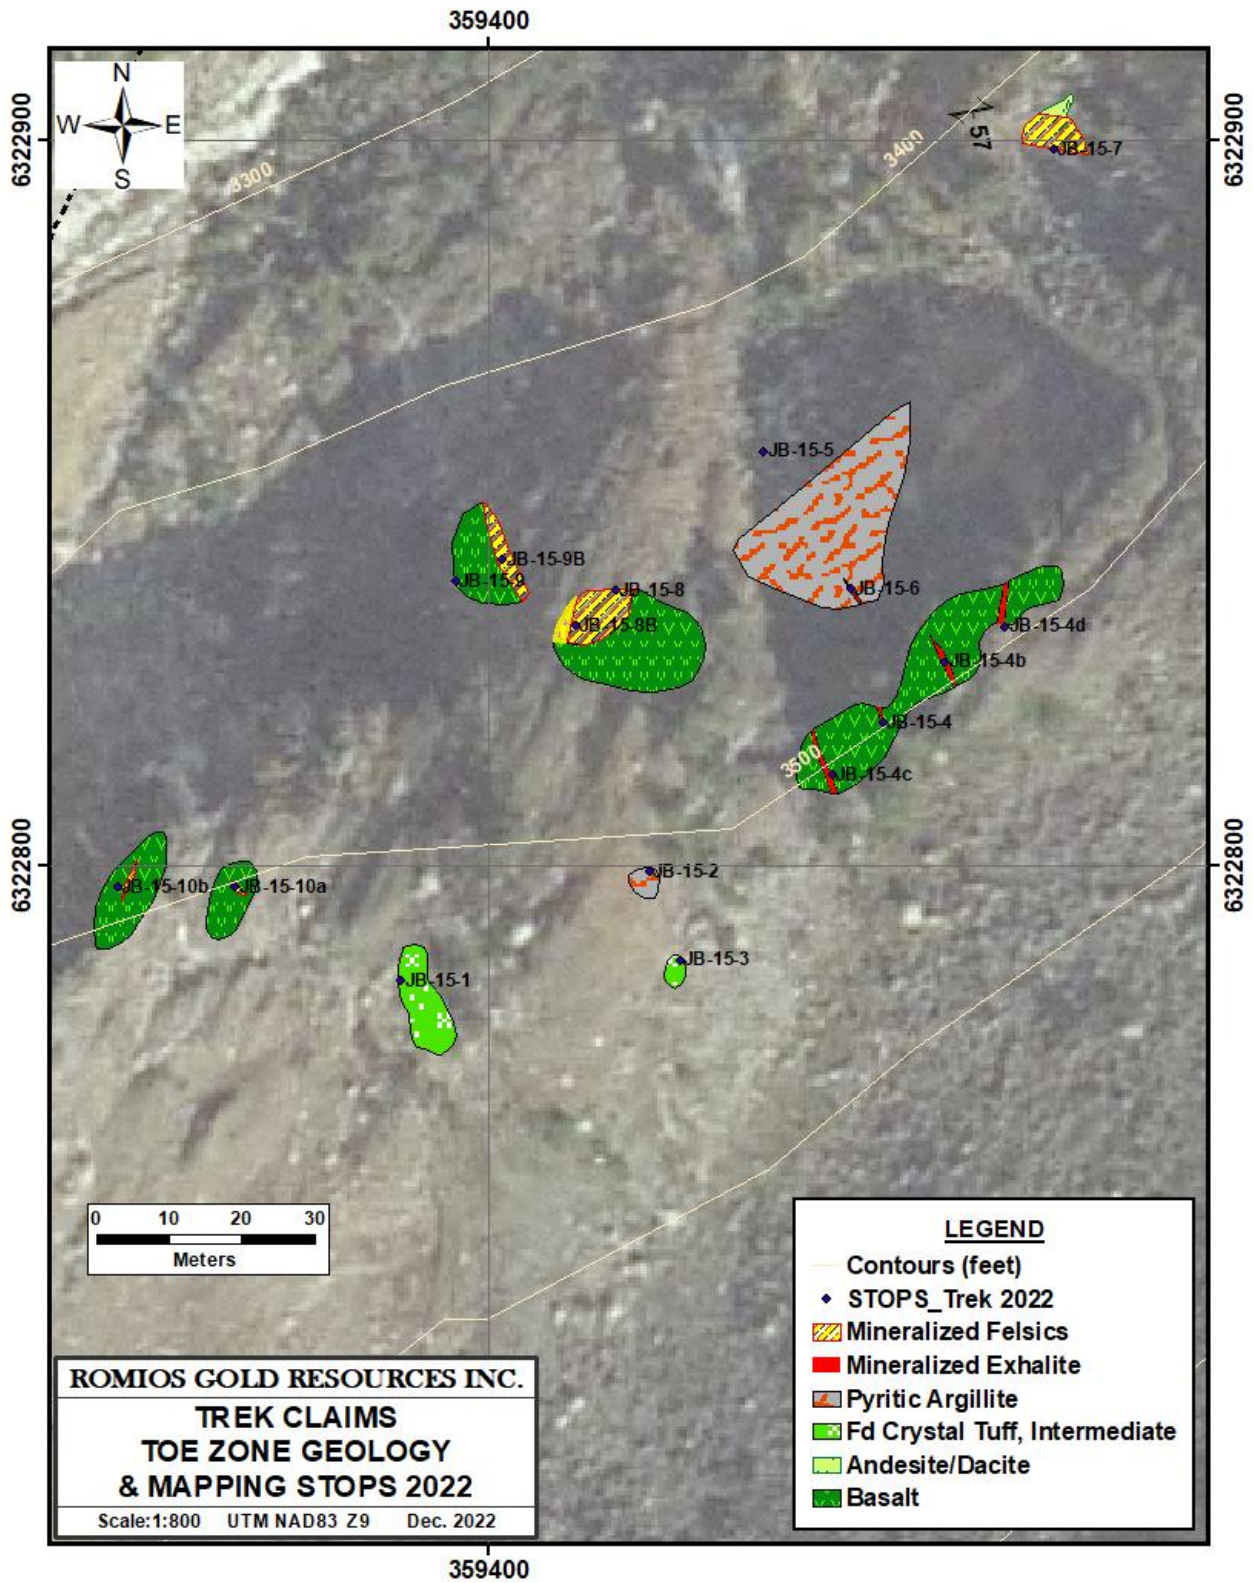 359400
N
W E
S
6322900
6322900
3300
3400
57
JB-15-7
JB-15-5
JB-15-9B
JB-15-9
JB-15-8
JB-15-6
JB-15-8B
JB-15-4d
JB-15-4b
JB-15-4
3500
JB-15-4c
6322800
6322800
JB-15-2
JB-15-10b
JB-15-10a
JB-15-3
JB-15-1
0 10 20 30
Meters
LEGEND
Contours (feet)
STOPS_Trek 2022
Mineralized Felsics
Mineralized Exhalite
Pyritic Argillite
Fd Crystal Tuff, Intermediate
Andesite/Dacite
Basalt
ROMIOS GOLD RESOURCES INC.
TREK CLAIMS
TOE ZONE GEOLOGY
& MAPPING STOPS 2022
Scale:1:800 UTM NAD83 Z9 Dec. 2022
359400